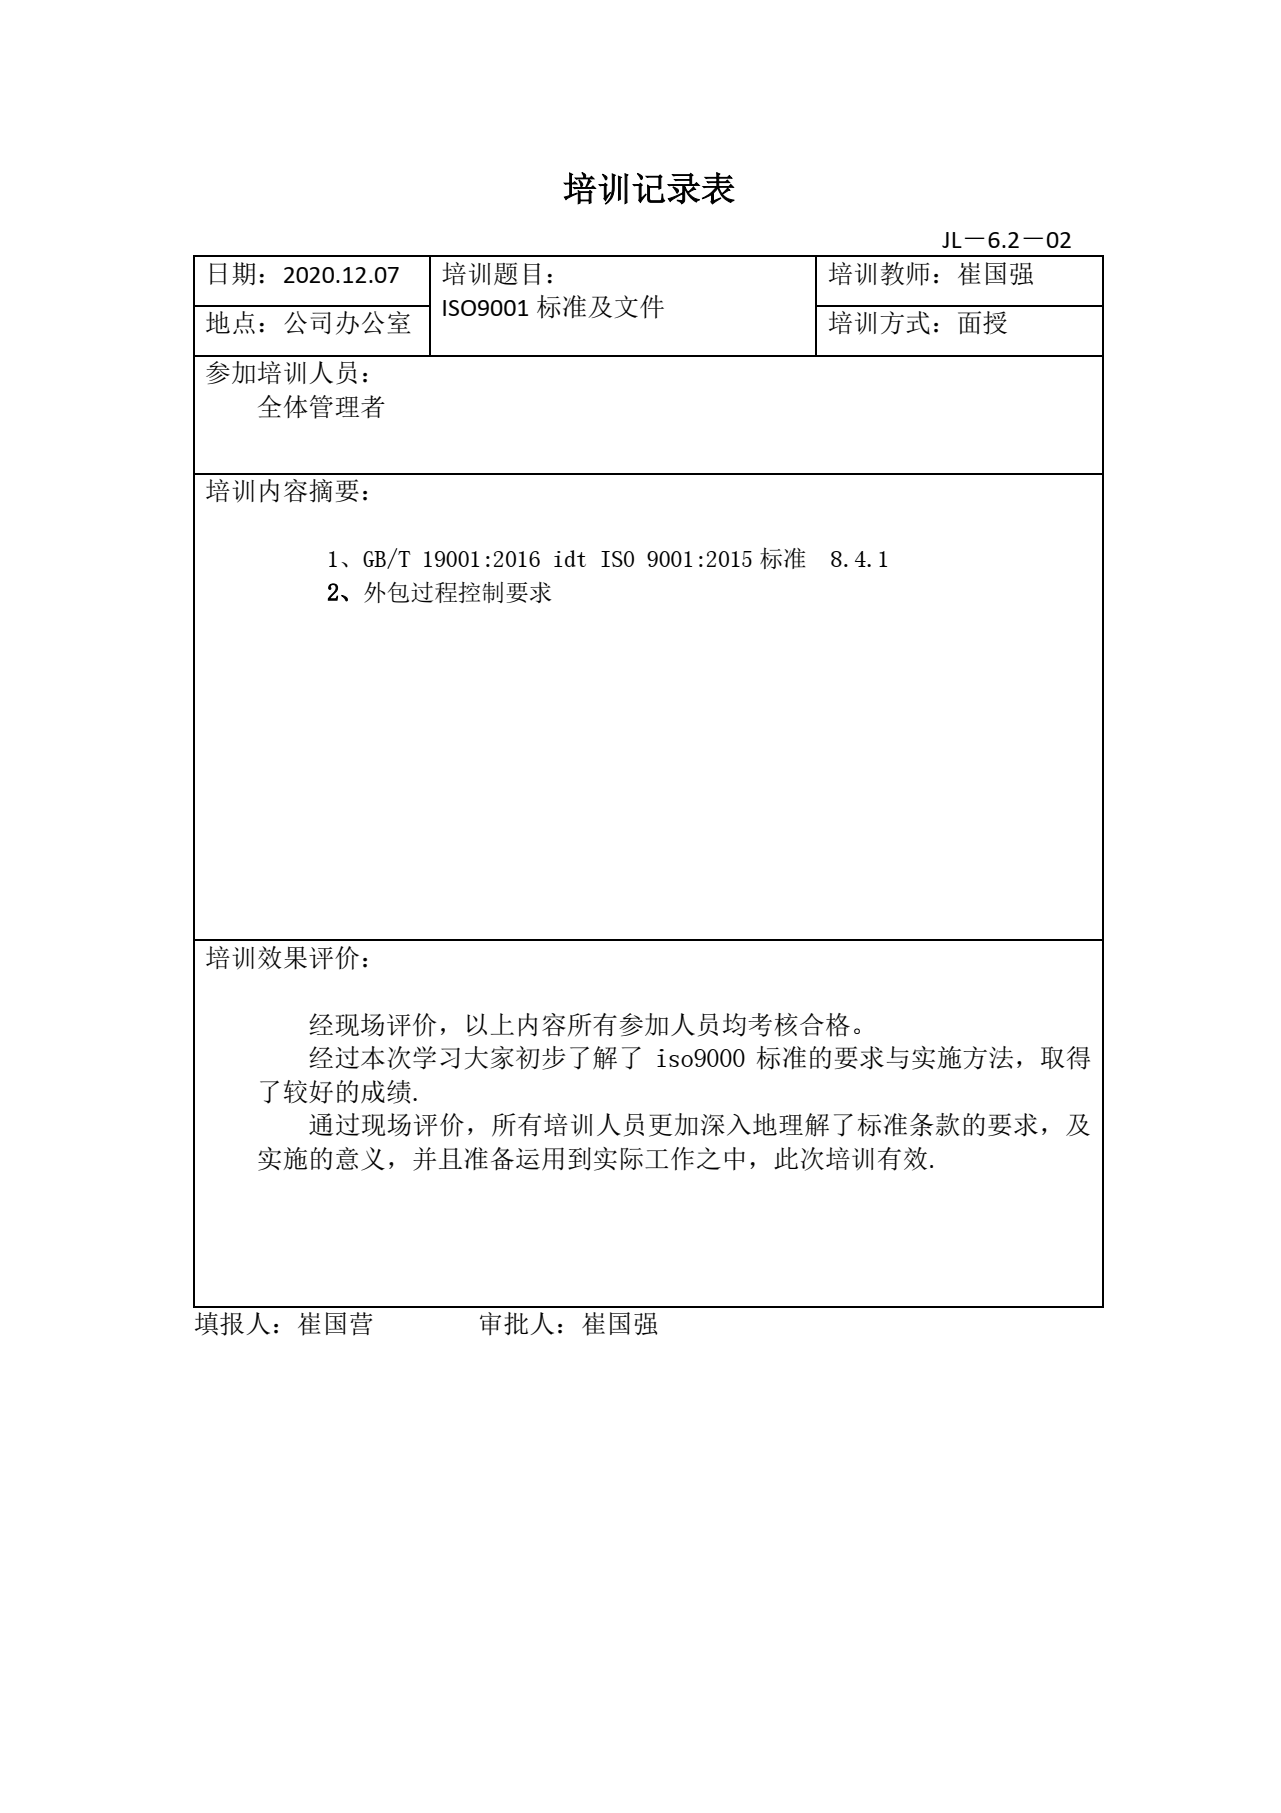 培训记录表
JL－6.2－02
日期：2020.12.07
培训题目：
ISO9001 标准及文件
培训教师：崔国强
地点：公司办公室
培训方式：面授
参加培训人员：
全体管理者
培训内容摘要：
1、GB/T 19001:2016 idt ISO 9001:2015 标准 8.4.1
2、外包过程控制要求
培训效果评价：
经现场评价，以上内容所有参加人员均考核合格。
经过本次学习大家初步了解了 iso9000 标准的要求与实施方法，取得
了较好的成绩.
通过现场评价，所有培训人员更加深入地理解了标准条款的要求，及
实施的意义，并且准备运用到实际工作之中，此次培训有效.
填报人：崔国营 审批人：崔国强